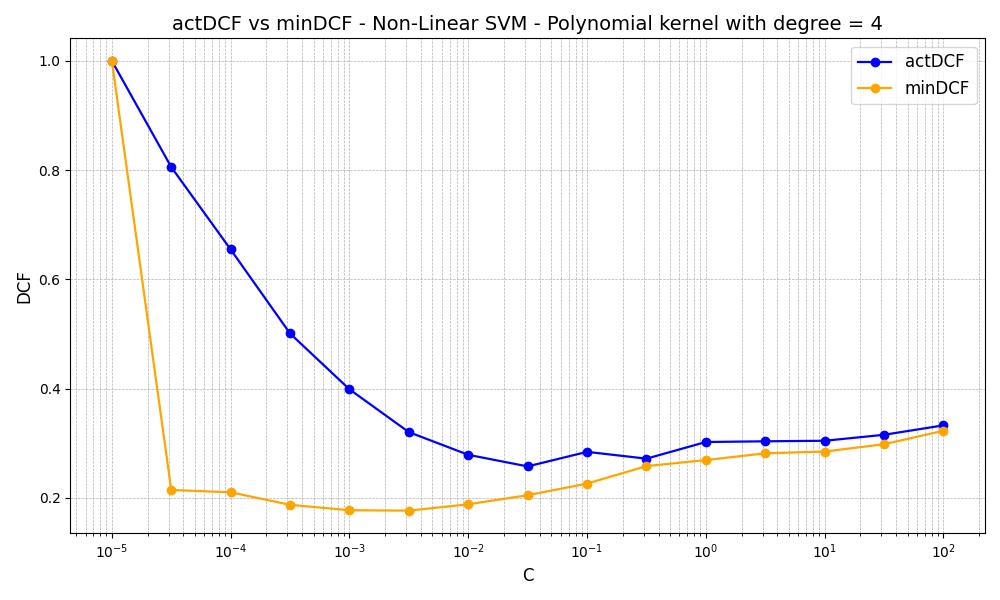 actDCF vs minDCF - Non-Linear SVM - Polynomial kernel with degree = 4
actDCF
minDCF
DCF
1.0
0.8
0.6
0.4
0.2
10⁻⁵ 10⁻⁴ 10⁻³ 10⁻² 10⁻¹ 10⁰ 10¹ 10²
C